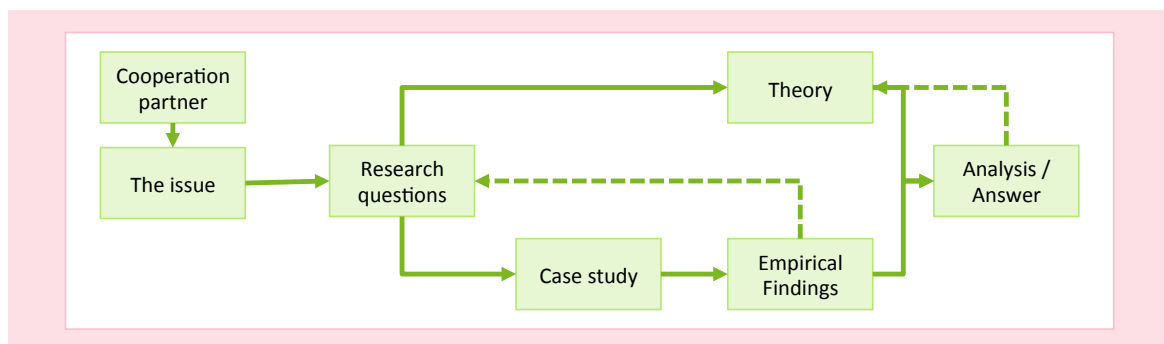 Cooperation
partner
Theory
The issue
Research
questions
Analysis /
Answer
Case study
Empirical
Findings